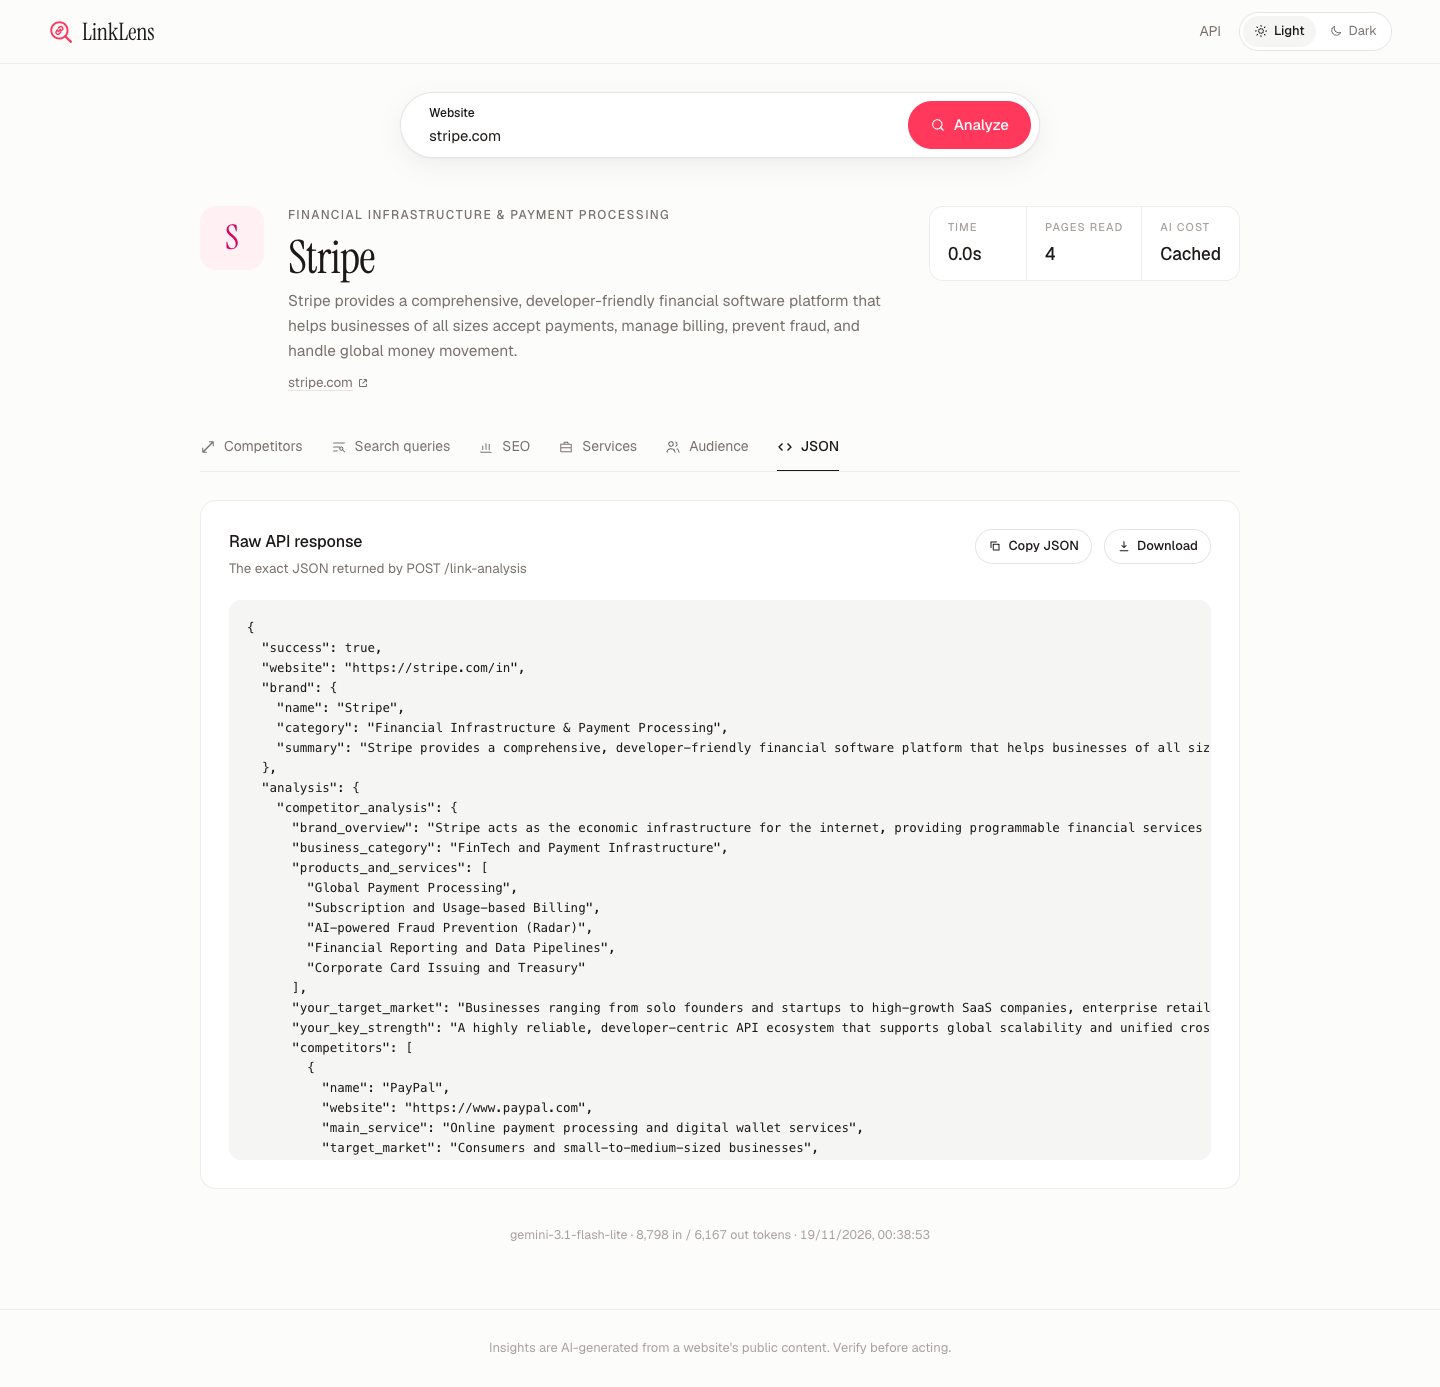 LinkLens
API
Light
Dark
Website
stripe.com
Analyze
S
FINANCIAL INFRASTRUCTURE & PAYMENT PROCESSING
Stripe
Stripe provides a comprehensive, developer-friendly financial software platform that
helps businesses of all sizes accept payments, manage billing, prevent fraud, and
handle global money movement.
stripe.com
TIME
0.0s
PAGES READ
4
AI COST
Cached
Competitors
Search queries
SEO
Services
Audience
JSON
Raw API response
The exact JSON returned by POST /link-analysis
Copy JSON
Download
{
  "success": true,
  "website": "https://stripe.com/in",
  "brand": {
    "name": "Stripe",
    "category": "Financial Infrastructure & Payment Processing",
    "summary": "Stripe provides a comprehensive, developer-friendly financial software platform that helps businesses of all siz
  },
  "analysis": {
    "competitor_analysis": {
      "brand_overview": "Stripe acts as the economic infrastructure for the internet, providing programmable financial services
      "business_category": "FinTech and Payment Infrastructure",
      "products_and_services": [
        "Global Payment Processing",
        "Subscription and Usage-based Billing",
        "AI-powered Fraud Prevention (Radar)",
        "Financial Reporting and Data Pipelines",
        "Corporate Card Issuing and Treasury"
      ],
      "your_target_market": "Businesses ranging from solo founders and startups to high-growth SaaS companies, enterprise retail
      "your_key_strength": "A highly reliable, developer-centric API ecosystem that supports global scalability and unified cros
      "competitors": [
        {
          "name": "PayPal",
          "website": "https://www.paypal.com",
          "main_service": "Online payment processing and digital wallet services",
          "target_market": "Consumers and small-to-medium-sized businesses",
gemini-3.1-flash-lite · 8,798 in / 6,167 out tokens · 19/11/2026, 00:38:53
Insights are AI-generated from a website's public content. Verify before acting.